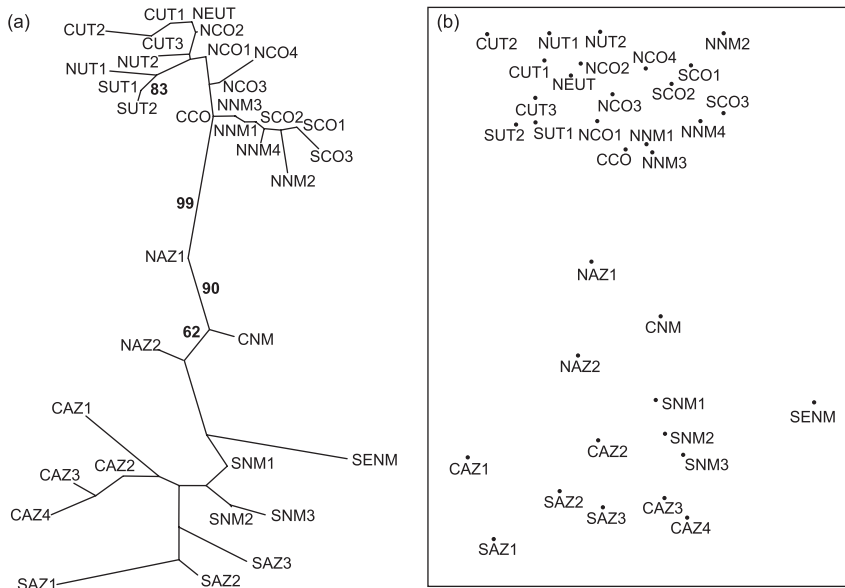 (a)
CUT1 NEUT
CUT2
NCO2
CUT3
NUT2
NCO1
NCO4
NUT1
SUT1
83
NCO3
SUT2
NNM3
CCO
SCO2
SCO1
NNM1
NNM4
SCO3
NNM2
99
NAZ1
90
62
CNM
NAZ2
CAZ1
SENM
SNM1
CAZ2
CAZ3
CAZ4
SNM2
SNM3
SAZ3
SAZ1
SAZ2
(b)
CUT2
NUT1
NUT2
NNM2
CUT1
NCO2
NCO4
SCO1
NEUT
SCO2
CUT3
NCO3
SCO3
SUT2
SUT1
NCO1
NNM1
NNM4
CCO
NNM3
NAZ1
CNM
NAZ2
SNM1
SENM
CAZ2
SNM2
CAZ1
SNM3
SAZ2
SAZ3
CAZ3
CAZ4
SAZ1